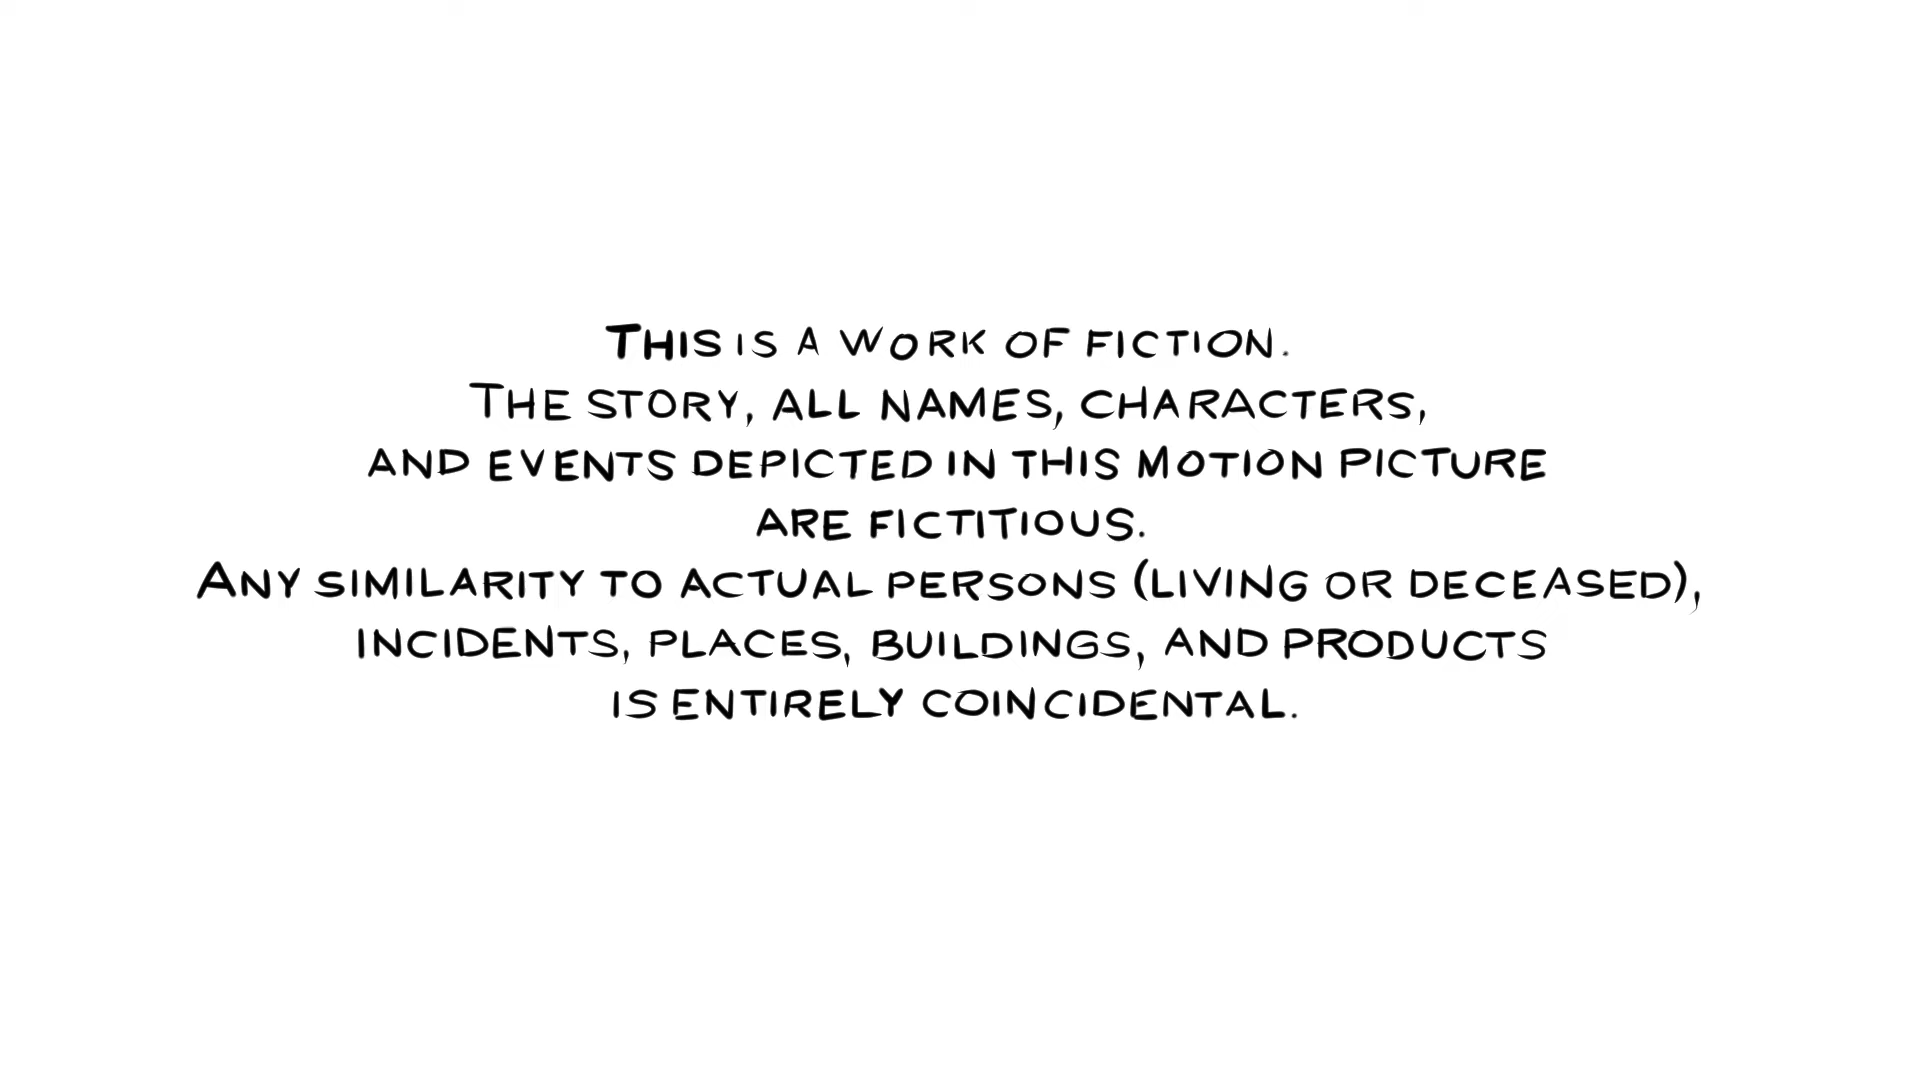 THIS IS A WORK OF FICTION.
THE STORY, ALL NAMES, CHARACTERS,
AND EVENTS DEPICTED IN THIS MOTION PICTURE
ARE FICTITIOUS.
ANY SIMILARITY TO ACTUAL PERSONS (LIVING OR DECEASED),
INCIDENTS, PLACES, BUILDINGS, AND PRODUCTS
IS ENTIRELY COINCIDENTAL.